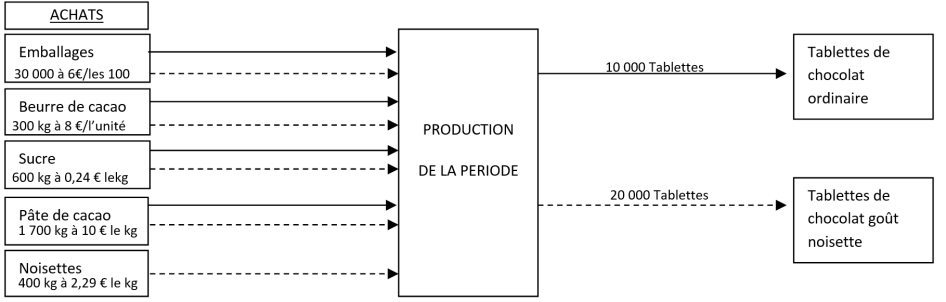 ACHATS
Emballages
30 000 à 6€/les 100
Beurre de cacao
300 kg à 8 €/l’unité
Sucre
600 kg à 0,24 € lekg
Pâte de cacao
1 700 kg à 10 € le kg
Noisettes
400 kg à 2,29 € le kg
PRODUCTION
DE LA PERIODE
10 000 Tablettes
20 000 Tablettes
Tablettes de
chocolat
ordinaire
Tablettes de
chocolat goût
noisette